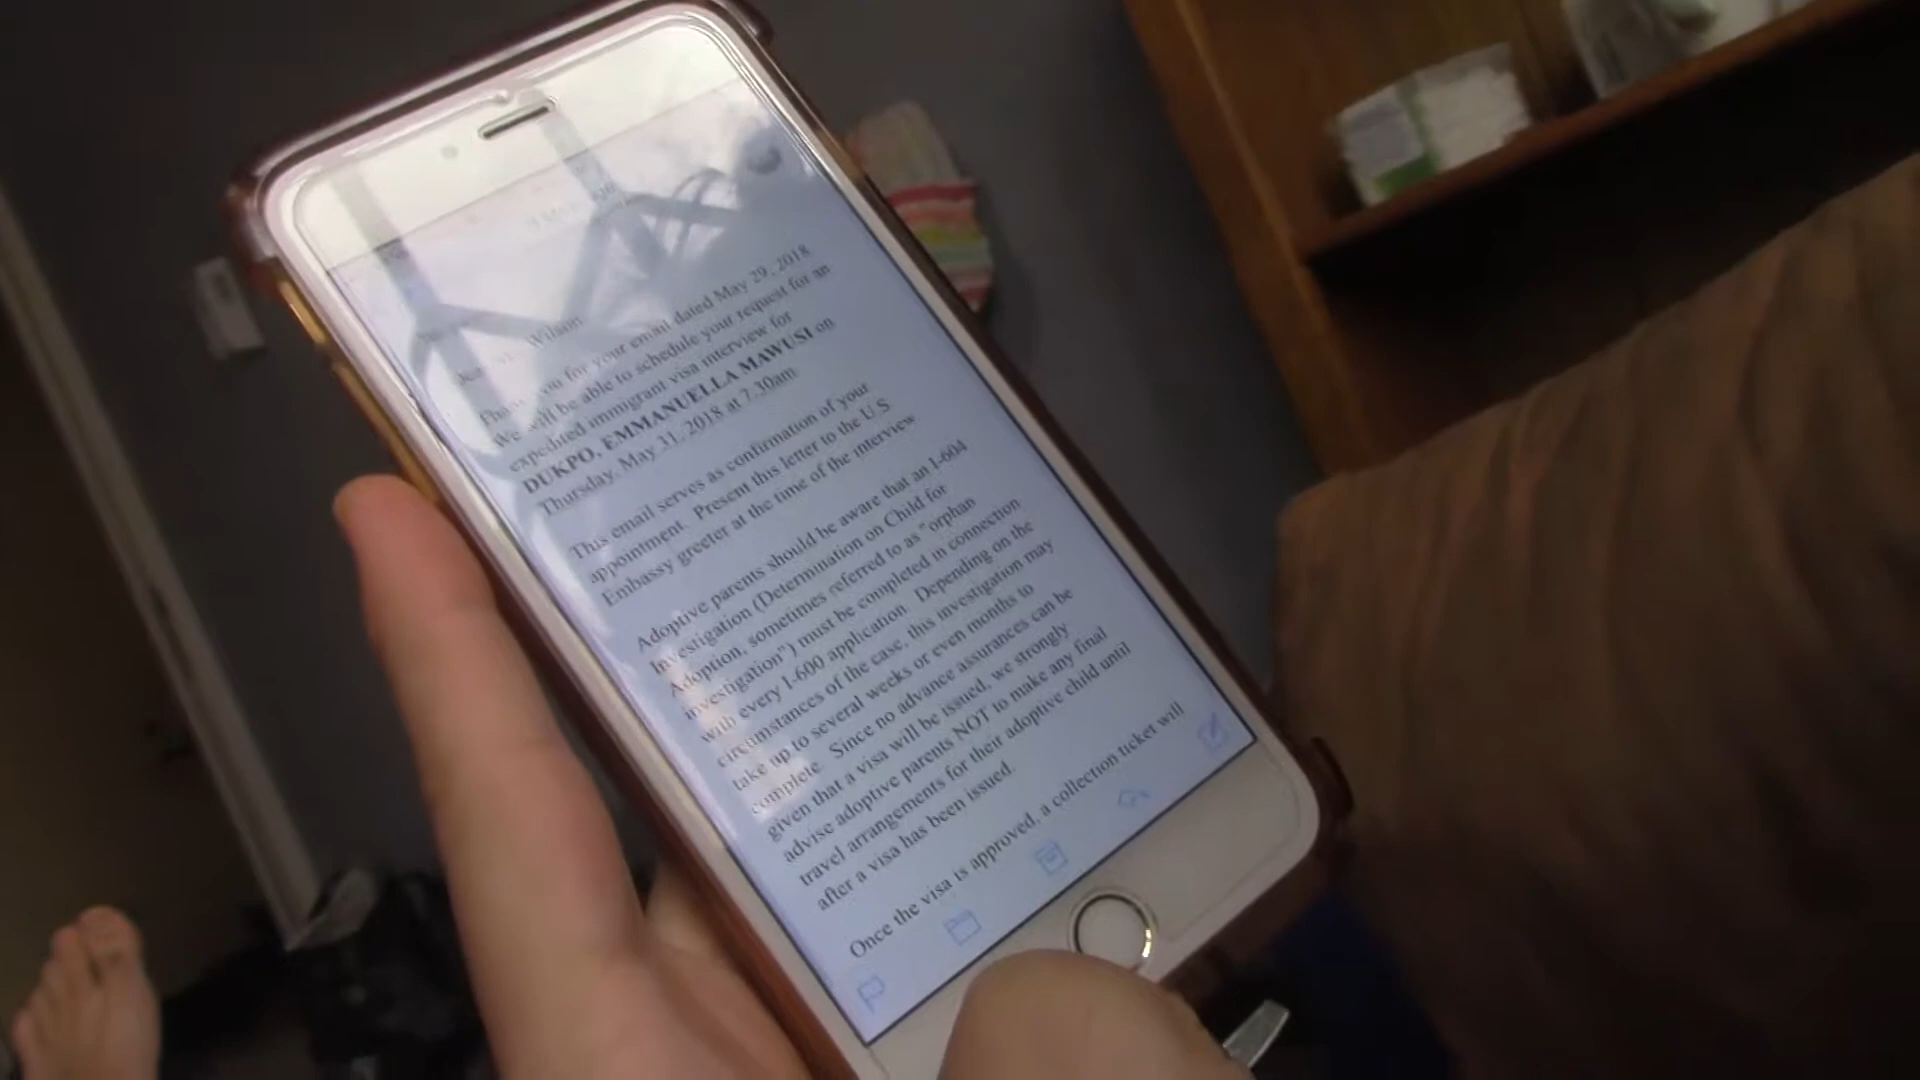 Wilson
Thank you for your email dated May 29, 2018
We will be able to schedule your request for an
expedited immigrant visa interview for
DUKPO, EMMANUELLA MAWUSI on
Thursday, May 31, 2018 at 7:30am
This email serves as confirmation of your
appointment. Present this letter to the U.S
Embassy greeter at the time of the interview
Adoptive parents should be aware that an I-604
Investigation (Determination on Child for
Adoption, sometimes referred to as "orphan
investigation") must be completed in connection
with every I-600 application. Depending on the
circumstances of the case, this investigation may
take up to several weeks or even months to
complete. Since no advance assurances can be
given that a visa will be issued, we strongly
advise adoptive parents NOT to make any final
travel arrangements for their adoptive child until
after a visa has been issued.
Once the visa is approved, a collection ticket will